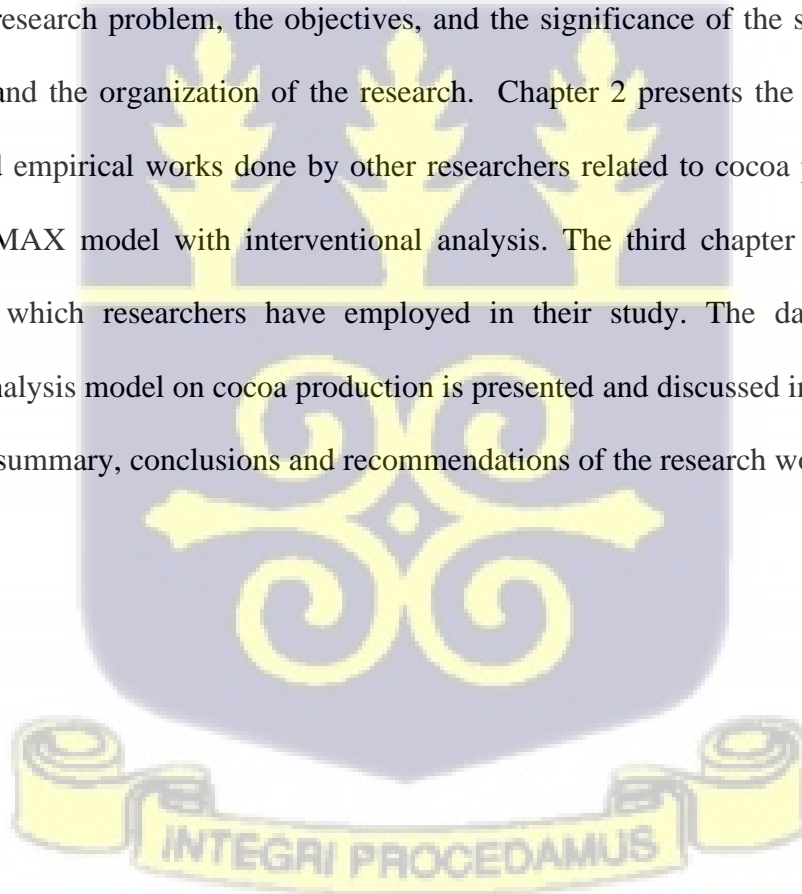 research problem, the objectives, and the significance of the s
and the organization of the research. Chapter 2 presents the
empirical works done by other researchers related to cocoa
MAX model with interventional analysis. The third chapter
which researchers have employed in their study. The da
nalysis model on cocoa production is presented and discussed in
summary, conclusions and recommendations of the research wo
INTEGRI PROCEDAMUS